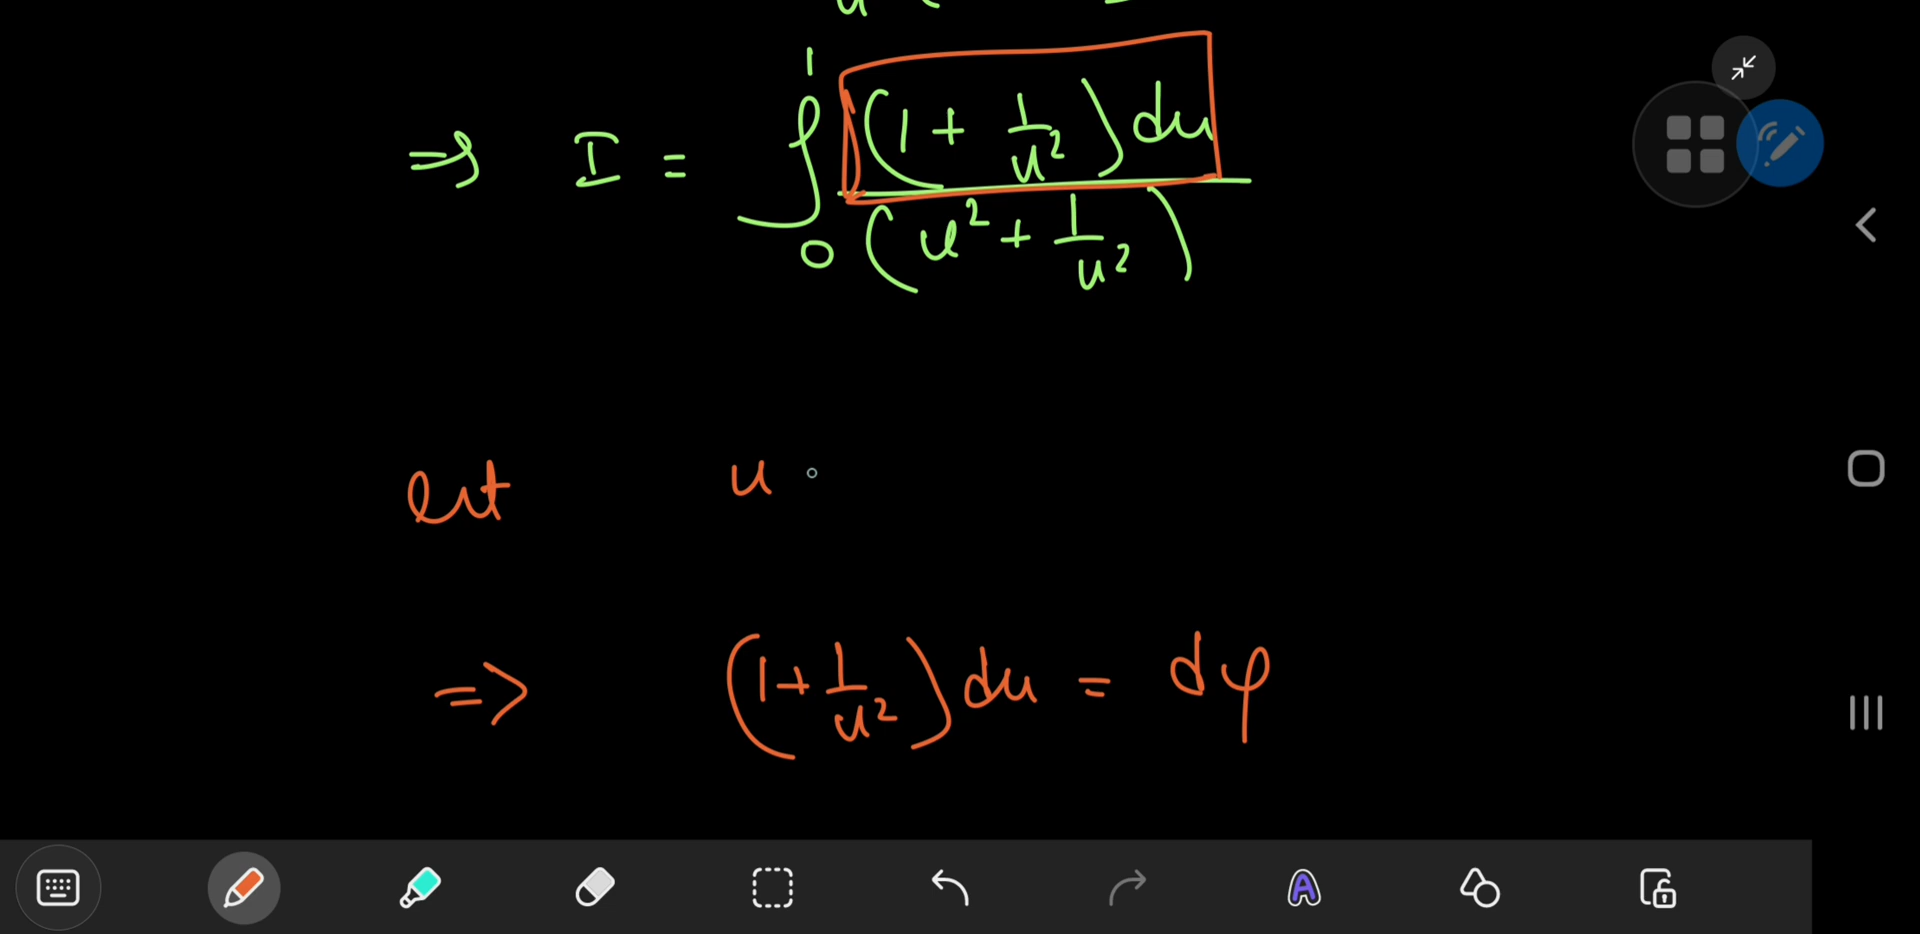 ⇒ I = ∫₀¹ (1 + 1/u²) du / (u² + 1/u²)
let u
⇒ (1 + 1/u²) du = dφ